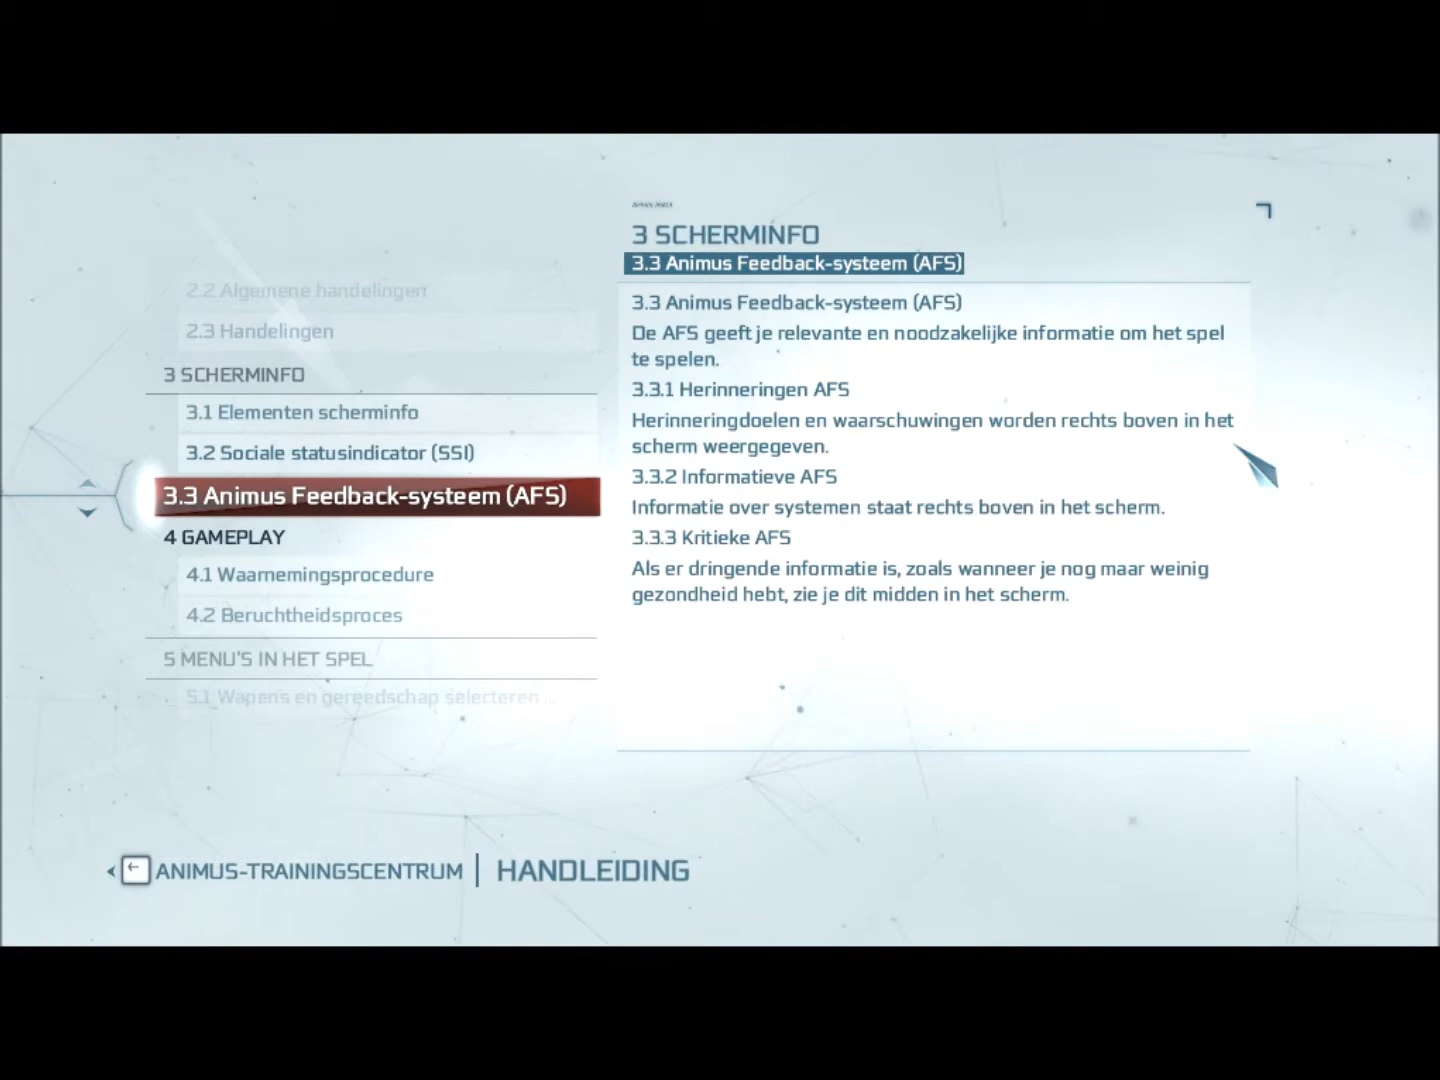 2.2 Algemene handelingen
2.3 Handelingen
3 SCHERMINFO
3.1 Elementen scherminfo
3.2 Sociale statusindicator (SSI)
3.3 Animus Feedback-systeem (AFS)
4 GAMEPLAY
4.1 Waarnemingsprocedure
4.2 Beruchtheidsproces
5 MENU'S IN HET SPEL
5.1 Wapens en gereedschap selecteren ...
3 SCHERMINFO
3.3 Animus Feedback-systeem (AFS)
3.3 Animus Feedback-systeem (AFS)
De AFS geeft je relevante en noodzakelijke informatie om het spel
te spelen.
3.3.1 Herinneringen AFS
Herinneringdoelen en waarschuwingen worden rechts boven in het
scherm weergegeven.
3.3.2 Informatieve AFS
Informatie over systemen staat rechts boven in het scherm.
3.3.3 Kritieke AFS
Als er dringende informatie is, zoals wanneer je nog maar weinig
gezondheid hebt, zie je dit midden in het scherm.
ANIMUS-TRAININGSCENTRUM | HANDLEIDING